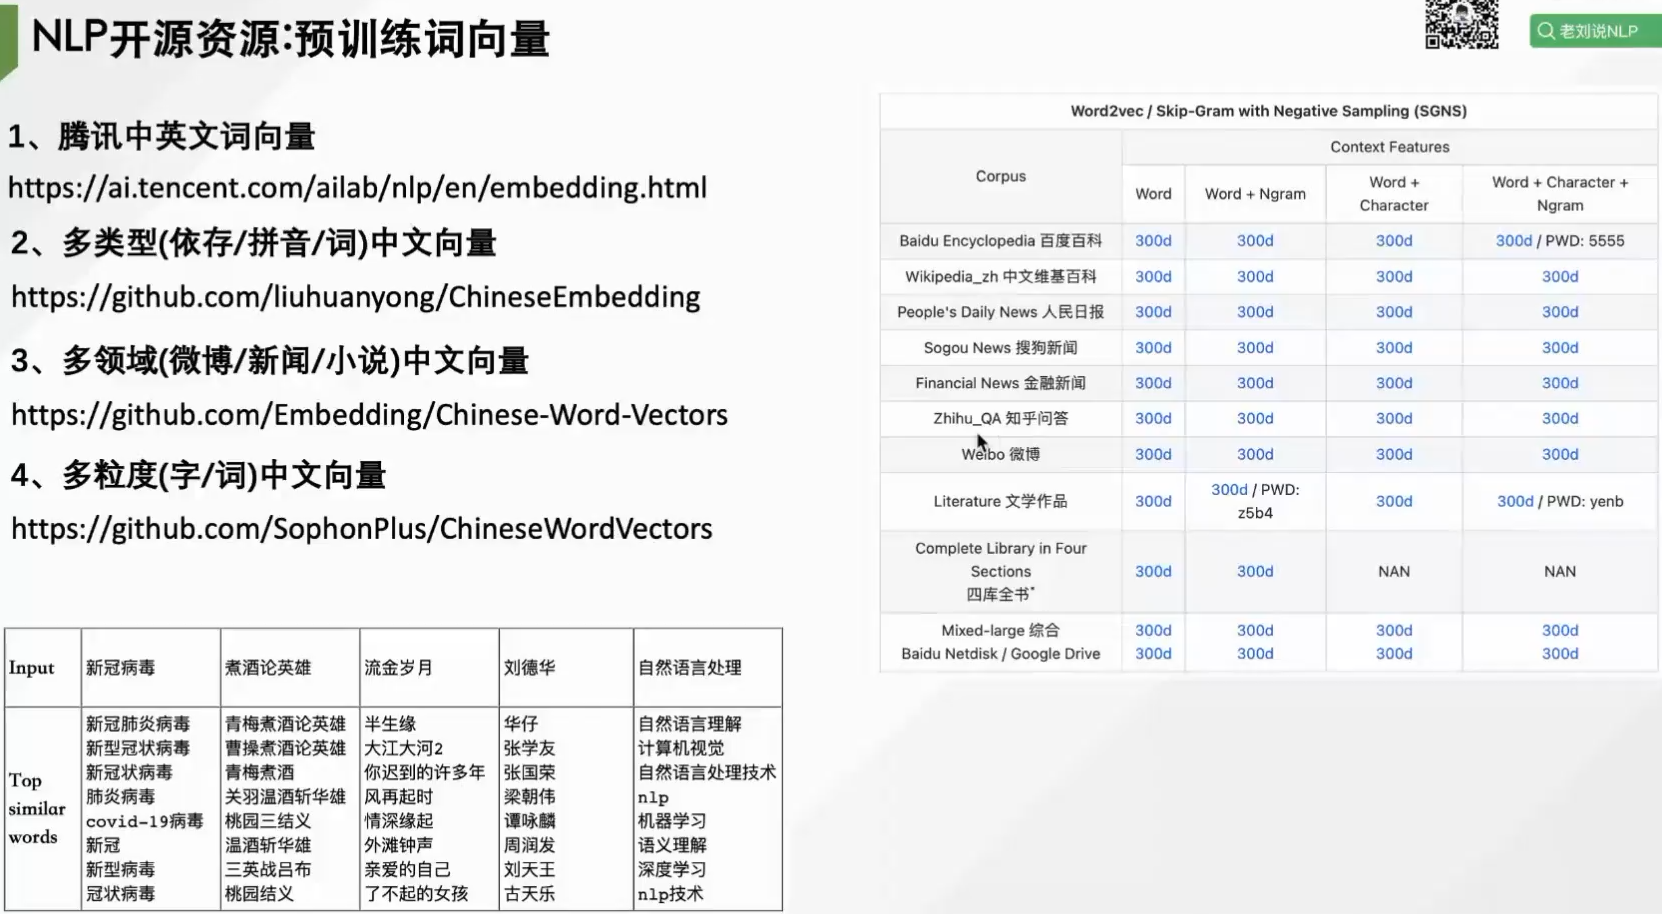 NLP开源资源:预训练词向量
老刘说NLP
1、腾讯中英文词向量
https://ai.tencent.com/ailab/nlp/en/embedding.html
2、多类型(依存/拼音/词)中文向量
https://github.com/liuhuanyong/ChineseEmbedding
3、多领域(微博/新闻/小说)中文向量
https://github.com/Embedding/Chinese-Word-Vectors
4、多粒度(字/词)中文向量
https://github.com/SophonPlus/ChineseWordVectors
Word2vec / Skip-Gram with Negative Sampling (SGNS)
Corpus
Context Features
Word
Word + Ngram
Word +
Character
Word + Character +
Ngram
Baidu Encyclopedia 百度百科 300d 300d 300d 300d / PWD: 5555
Wikipedia_zh 中文维基百科 300d 300d 300d 300d
People's Daily News 人民日报 300d 300d 300d 300d
Sogou News 搜狗新闻 300d 300d 300d 300d
Financial News 金融新闻 300d 300d 300d 300d
Zhihu_QA 知乎问答 300d 300d 300d 300d
Weibo 微博 300d 300d 300d 300d
Literature 文学作品 300d
300d / PWD:
z5b4
300d 300d / PWD: yenb
Complete Library in Four
Sections
四库全书*
300d 300d NAN NAN
Mixed-large 综合 300d 300d 300d 300d
Baidu Netdisk / Google Drive 300d 300d 300d 300d
Input 新冠病毒 煮酒论英雄 流金岁月 刘德华 自然语言处理
Top
similar
words
新冠肺炎病毒 青梅煮酒论英雄 半生缘 华仔 自然语言理解
新型冠状病毒 曹操煮酒论英雄 大江大河2 张学友 计算机视觉
新冠状病毒 青梅煮酒 你迟到的许多年 张国荣 自然语言处理技术
肺炎病毒 关羽温酒斩华雄 风再起时 梁朝伟 nlp
covid-19病毒 桃园三结义 情深缘起 谭咏麟 机器学习
新冠 温酒斩华雄 外滩钟声 周润发 语义理解
新型病毒 三英战吕布 亲爱的自己 刘天王 深度学习
冠状病毒 桃园结义 了不起的女孩 古天乐 nlp技术